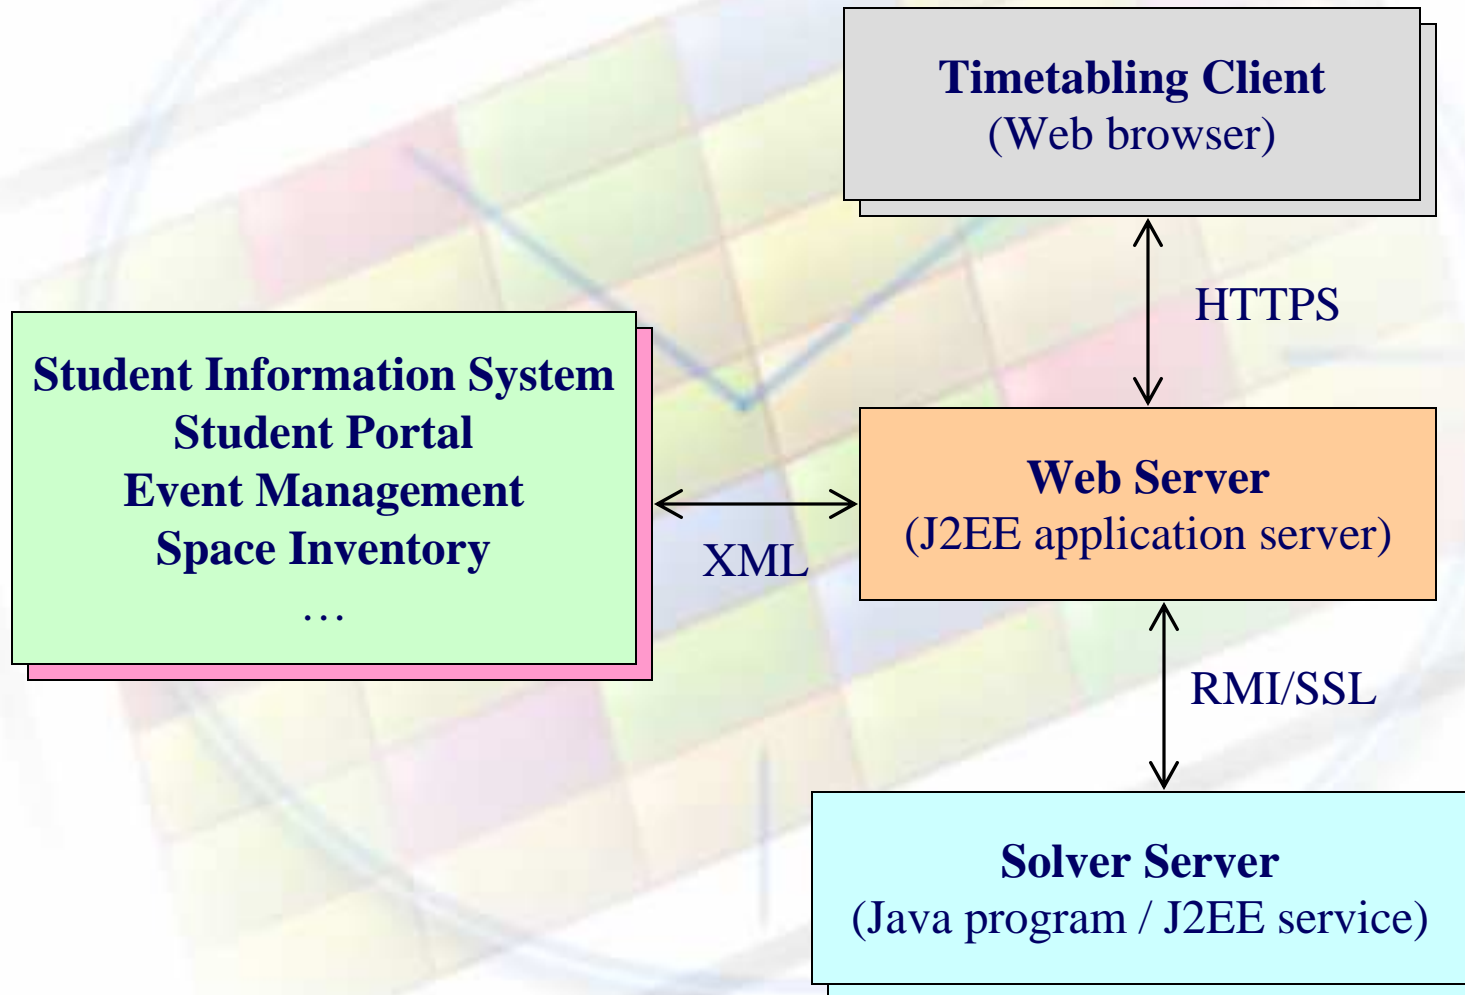 Timetabling Client
(Web browser)
HTTPS
Student Information System
Student Portal
Event Management
Space Inventory
…
XML
Web Server
(J2EE application server)
RMI/SSL
Solver Server
(Java program / J2EE service)